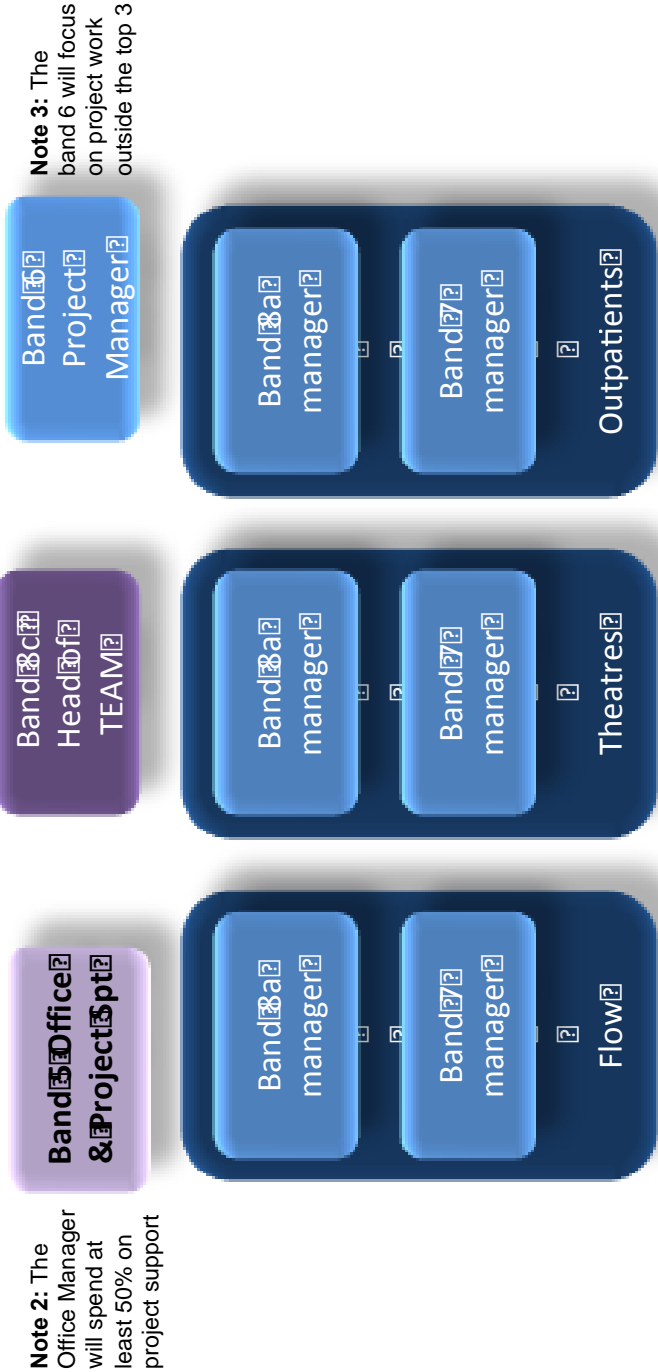 Note 2: The
Office Manager
will spend at
least 50% on
project support
Band 5 Office
& Project Spt
Band 8c
Head of
TEAM
Band 6
Project
Manager
Note 3: The
band 6 will focus
on project work
outside the top 3
Band 8a
manager
Band 7
manager
Flow
Band 8a
manager
Band 7
manager
Theatres
Band 8a
manager
Band 7
manager
Outpatients